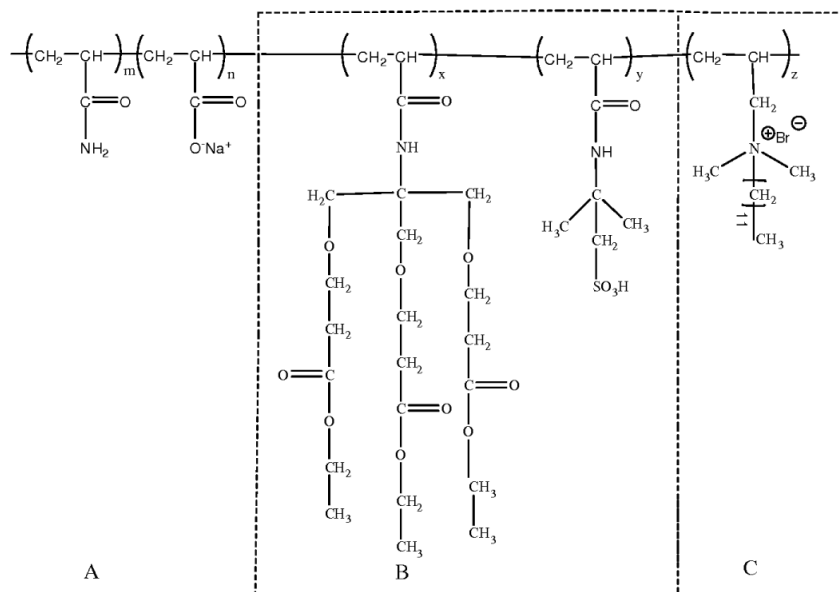 CH₂ CH m CH₂ CH n CH₂ CH x CH₂ CH y CH₂ CH z
C O C O C O C O CH₂
NH₂ O⁻Na⁺ NH NH N ⊕ Br ⊖
H₃C CH₃
H₂C C CH₂ C CH₂
H₃C CH₃ 11
O CH₂ CH₂ CH₃
O O SO₃H
CH₂ CH₂ CH₂
CH₂ CH₂ CH₂
O C C O C O
O O O
CH₂ CH₂ CH₃
CH₃ CH₃ CH₃
A B C